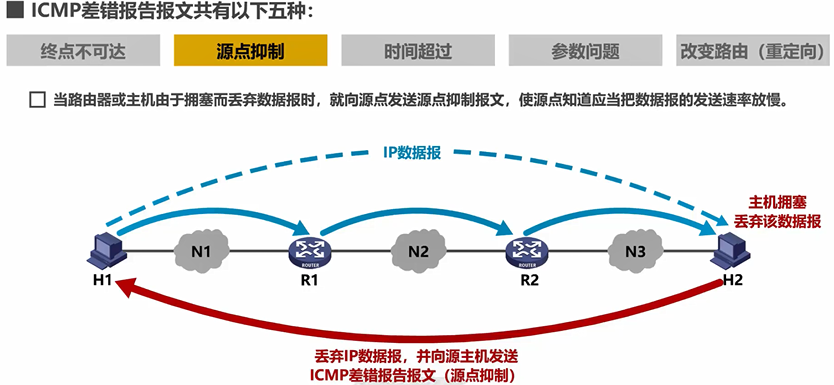 ICMP差错报告报文共有以下五种：
终点不可达
源点抑制
时间超过
参数问题
改变路由（重定向）
当路由器或主机由于拥塞而丢弃数据报时，就向源点发送源点抑制报文，使源点知道应当把数据报的发送速率放慢。
IP数据报
主机拥塞
丢弃该数据报
N1
N2
N3
ROUTER
ROUTER
H1
R1
R2
H2
丢弃IP数据报，并向源主机发送
ICMP差错报告报文（源点抑制）